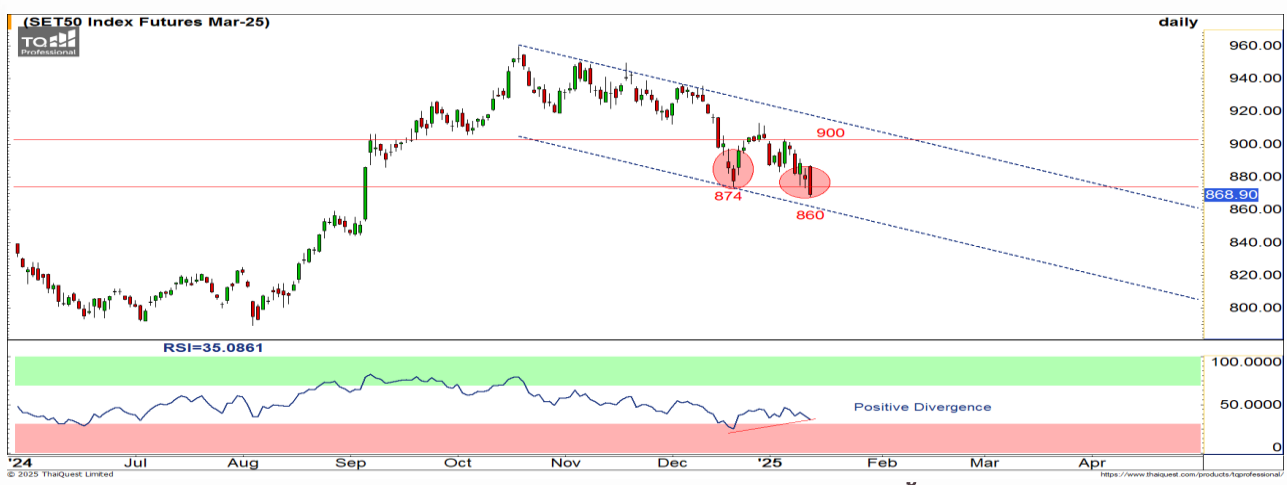 (SET50 Index Futures Mar-25)
daily
TQ
Professional
960.00
940.00
920.00
900.00
880.00
868.90
860.00
840.00
820.00
800.00
900
874
860
RSI=35.0861
100.0000
50.0000
0
Positive Divergence
'24 Jul Aug Sep Oct Nov Dec '25 Feb Mar Apr
© 2025 ThaiQuest Limited
https://www.thaiquest.com/products/tqprofessional/